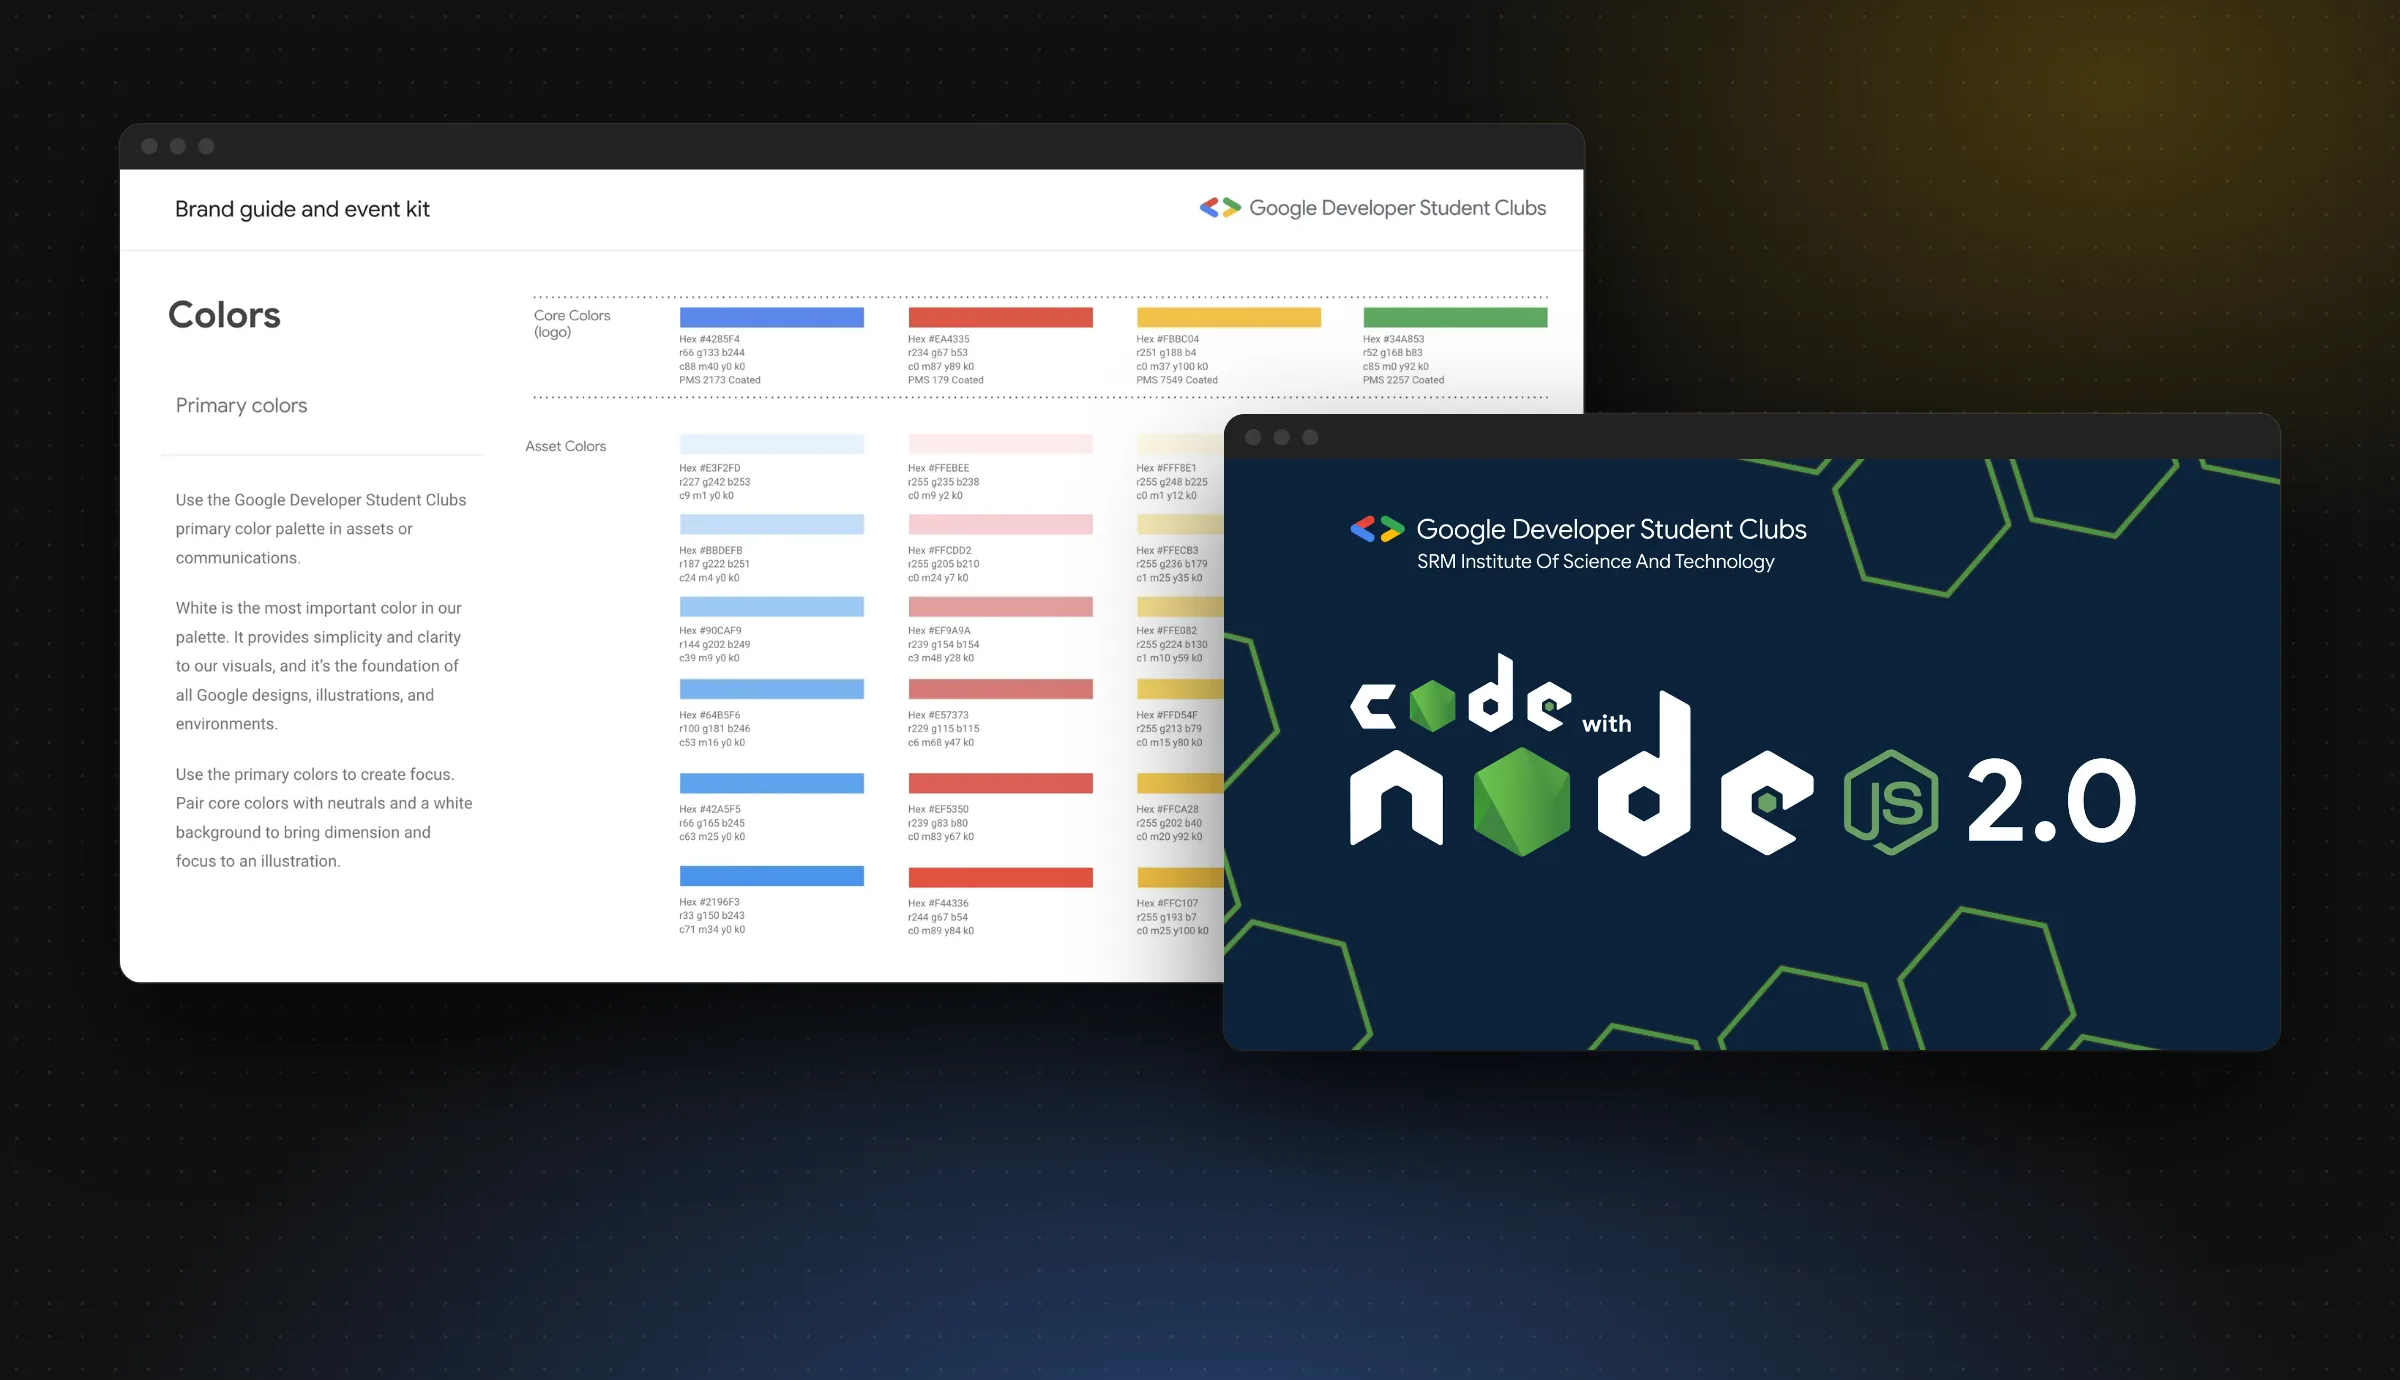 Brand guide and event kit
Google Developer Student Clubs
Colors
Primary colors
Use the Google Developer Student Clubs
primary color palette in assets or
communications.
White is the most important color in our
palette. It provides simplicity and clarity
to our visuals, and it's the foundation of
all Google designs, illustrations, and
environments.
Use the primary colors to create focus.
Pair core colors with neutrals and a white
background to bring dimension and
focus to an illustration.
Core Colors
(logo)
Hex #4285F4
r66 g133 b244
c88 m40 y0 k0
PMS 2173 Coated
Hex #EA4335
r234 g67 b53
c0 m87 y89 k0
PMS 179 Coated
Hex #FBBC04
r251 g188 b4
c0 m37 y100 k0
PMS 7549 Coated
Hex #34A853
r52 g168 b83
c85 m0 y92 k0
PMS 2257 Coated
Asset Colors
Hex #E3F2FD
r227 g242 b253
c9 m1 y0 k0
Hex #FFEBEE
r255 g235 b238
c0 m9 y2 k0
Hex #FFF8E1
r255 g248 b225
c0 m1 y12 k0
Hex #BBDEFB
r187 g222 b251
c24 m4 y0 k0
Hex #FFCDD2
r255 g205 b210
c0 m24 y7 k0
Hex #FFECB3
r255 g236 b179
c1 m25 y35 k0
Hex #90CAF9
r144 g202 b249
c39 m9 y0 k0
Hex #EF9A9A
r239 g154 b154
c3 m48 y28 k0
Hex #FFE082
r255 g224 b130
c1 m10 y59 k0
Hex #64B5F6
r100 g181 b246
c53 m16 y0 k0
Hex #E57373
r229 g115 b115
c6 m68 y47 k0
Hex #FFD54F
r255 g213 b79
c0 m15 y80 k0
Hex #42A5F5
r66 g165 b245
c63 m25 y0 k0
Hex #EF5350
r239 g83 b80
c0 m83 y67 k0
Hex #FFCA28
r255 g202 b40
c0 m20 y92 k0
Hex #2196F3
r33 g150 b243
c71 m34 y0 k0
Hex #F44336
r244 g67 b54
c0 m89 y84 k0
Hex #FFC107
r255 g193 b7
c0 m25 y100 k0
Google Developer Student Clubs
SRM Institute Of Science And Technology
code with
node JS 2.0